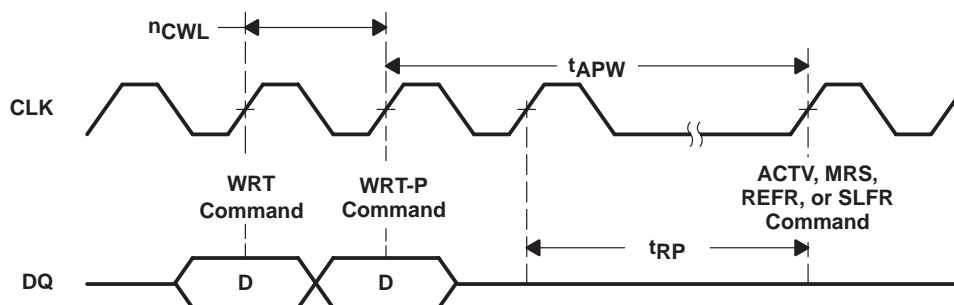 nCWL
tAPW
CLK
WRT
Command
WRT-P
Command
ACTV, MRS,
REFR, or SLFR
Command
tRP
DQ
D
D